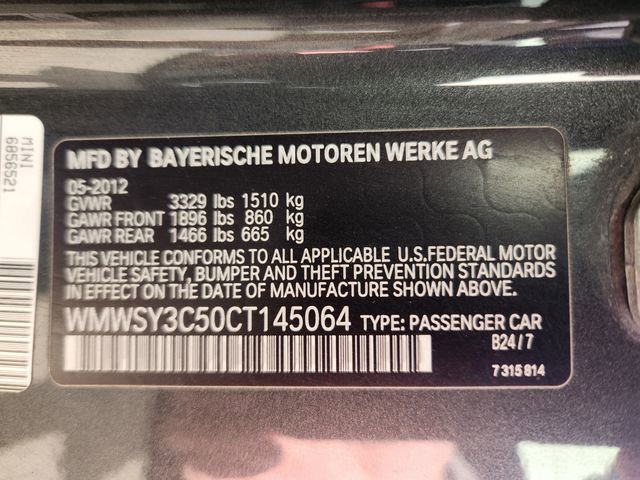 MINI
6856521
MFD BY BAYERISCHE MOTOREN WERKE AG
05-2012
GVWR 3329 lbs 1510 kg
GAWR FRONT 1896 lbs 860 kg
GAWR REAR 1466 lbs 665 kg
THIS VEHICLE CONFORMS TO ALL APPLICABLE U.S.FEDERAL MOTOR
VEHICLE SAFETY, BUMPER AND THEFT PREVENTION STANDARDS
IN EFFECT ON THE DATE OF MANUFACTURE SHOWN ABOVE.
WMWSY3C50CT145064 TYPE: PASSENGER CAR
B24/7
7315814